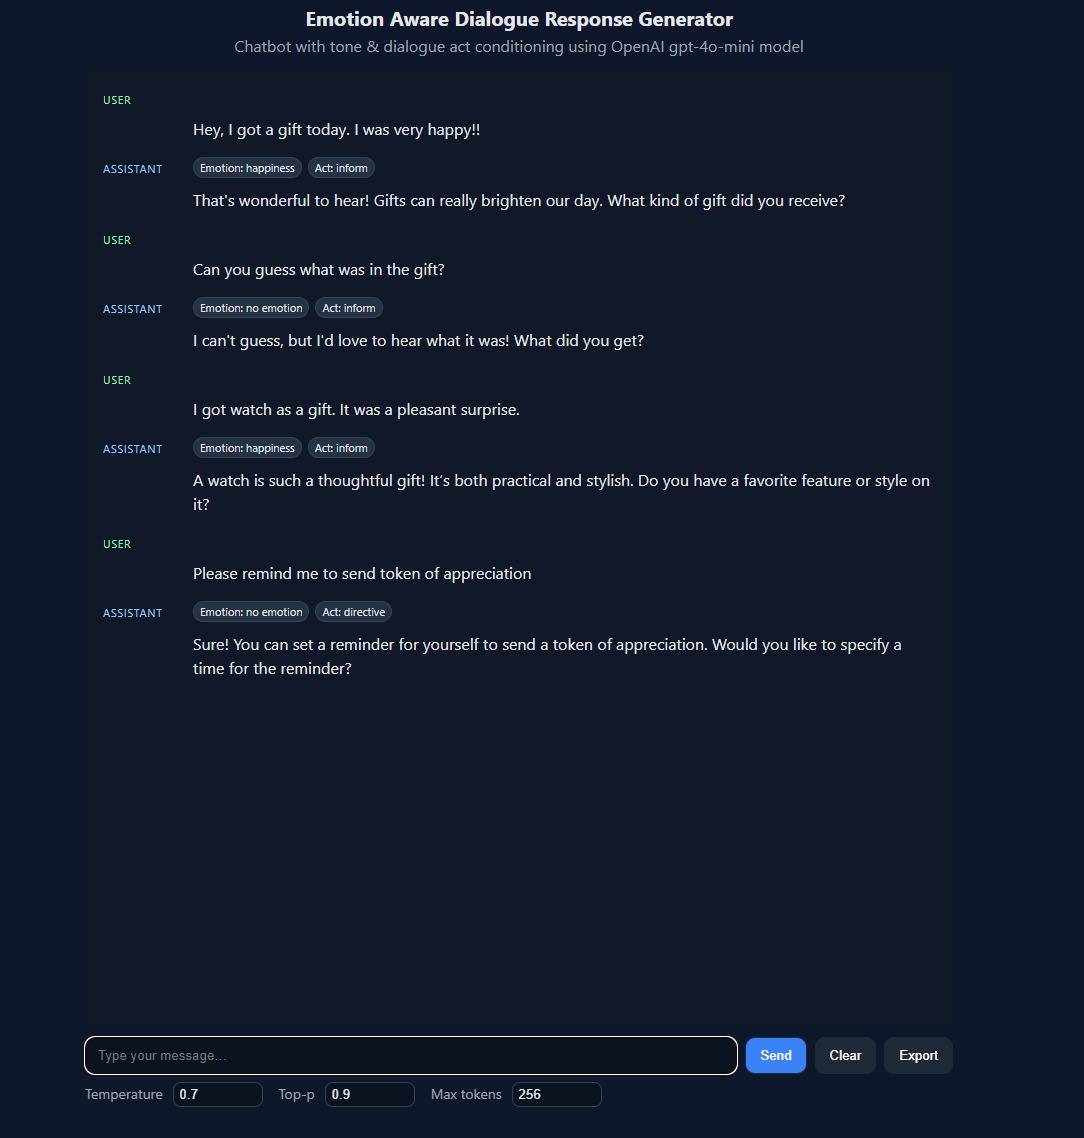 Emotion Aware Dialogue Response Generator
Chatbot with tone & dialogue act conditioning using OpenAI gpt-4o-mini model
USER
Hey, I got a gift today. I was very happy!!
ASSISTANT
Emotion: happiness Act: inform
That's wonderful to hear! Gifts can really brighten our day. What kind of gift did you receive?
USER
Can you guess what was in the gift?
ASSISTANT
Emotion: no emotion Act: inform
I can't guess, but I'd love to hear what it was! What did you get?
USER
I got watch as a gift. It was a pleasant surprise.
ASSISTANT
Emotion: happiness Act: inform
A watch is such a thoughtful gift! It’s both practical and stylish. Do you have a favorite feature or style on
it?
USER
Please remind me to send token of appreciation
ASSISTANT
Emotion: no emotion Act: directive
Sure! You can set a reminder for yourself to send a token of appreciation. Would you like to specify a
time for the reminder?
Type your message… Send Clear Export
Temperature 0.7 Top-p 0.9 Max tokens 256